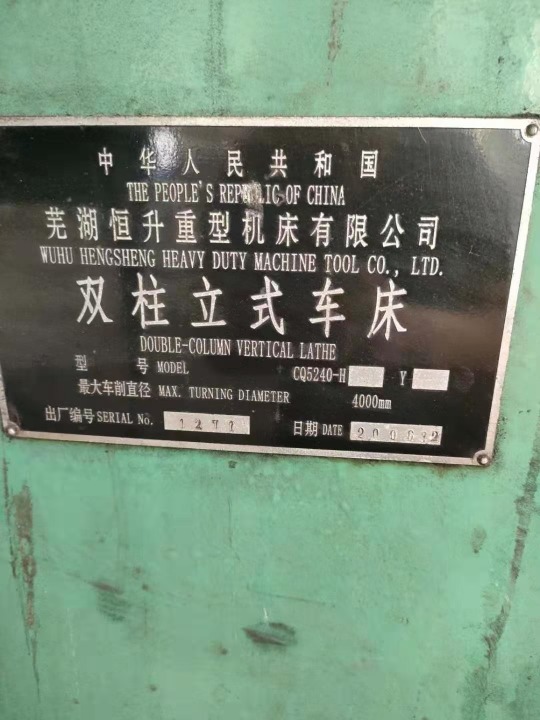 中华人民共和国
THE PEOPLE'S REPUBLIC OF CHINA
芜湖恒升重型机床有限公司
WUHU HENGSHENG HEAVY DUTY MACHINE TOOL CO., LTD.
双柱立式车床
DOUBLE-COLUMN VERTICAL LATHE
型 号 MODEL CQ5240-H Y
最大车削直径 MAX. TURNING DIAMETER 4000mm
出厂编号 SERIAL No. 1271 日期 DATE